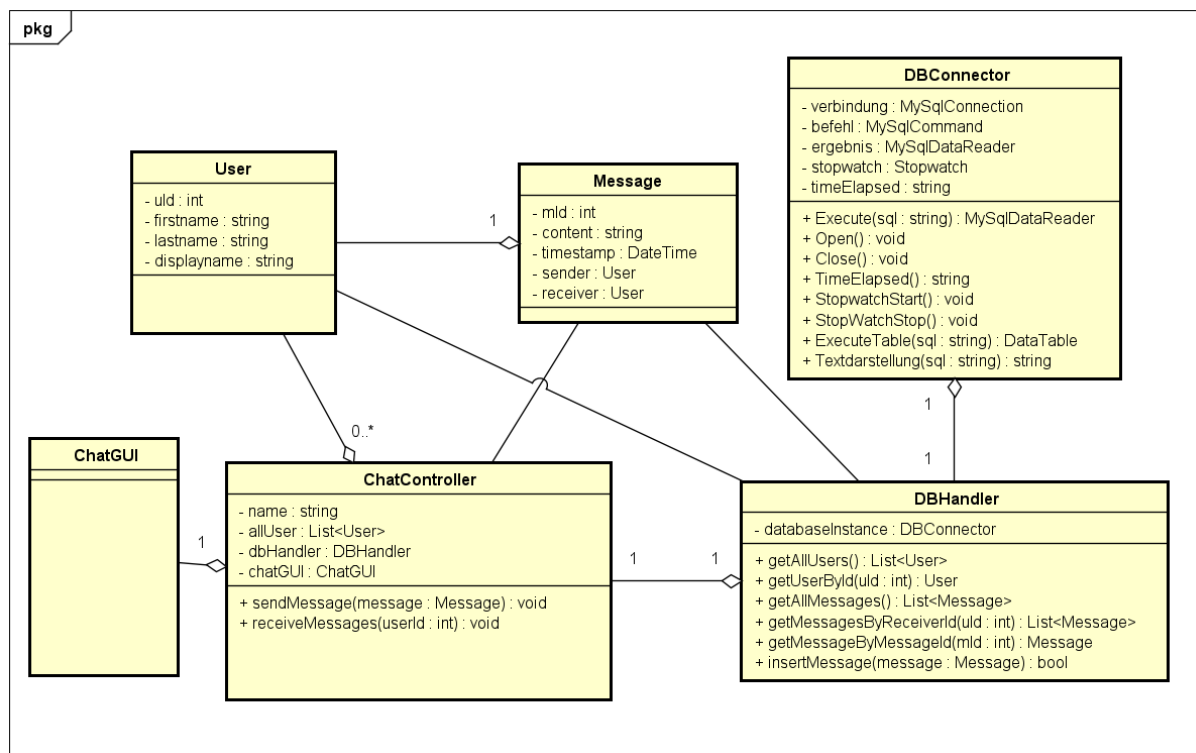 pkg
DBConnector
- verbindung : MySqlConnection
- befehl : MySqlCommand
- ergebnis : MySqlDataReader
- stopwatch : Stopwatch
- timeElapsed : string
+ Execute(sql : string) : MySqlDataReader
+ Open() : void
+ Close() : void
+ TimeElapsed() : string
+ StopwatchStart() : void
+ StopWatchStop() : void
+ ExecuteTable(sql : string) : DataTable
+ Textdarstellung(sql : string) : string
User
- uId : int
- firstname : string
- lastname : string
- displayname : string
1
Message
- mId : int
- content : string
- timestamp : DateTime
- sender : User
- receiver : User
1
1
0..*
ChatGUI
1
ChatController
- name : string
- allUser : List<User>
- dbHandler : DBHandler
- chatGUI : ChatGUI
+ sendMessage(message : Message) : void
+ receiveMessages(userId : int) : void
1
1
DBHandler
- databaseInstance : DBConnector
+ getAllUsers() : List<User>
+ getUserById(uId : int) : User
+ getAllMessages() : List<Message>
+ getMessagesByReceiverId(uId : int) : List<Message>
+ getMessageByMessageId(mId : int) : Message
+ insertMessage(message : Message) : bool